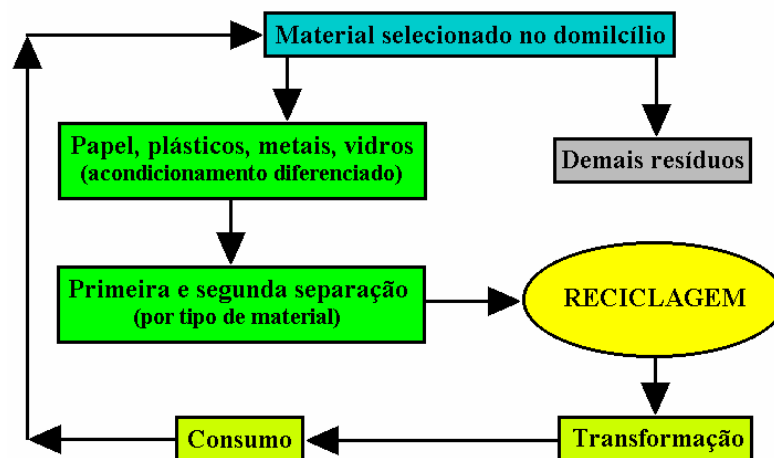 Material selecionado no domilcílio
Papel, plásticos, metais, vidros
(acondicionamento diferenciado)
Demais resíduos
Primeira e segunda separação
(por tipo de material)
RECICLAGEM
Consumo
Transformação